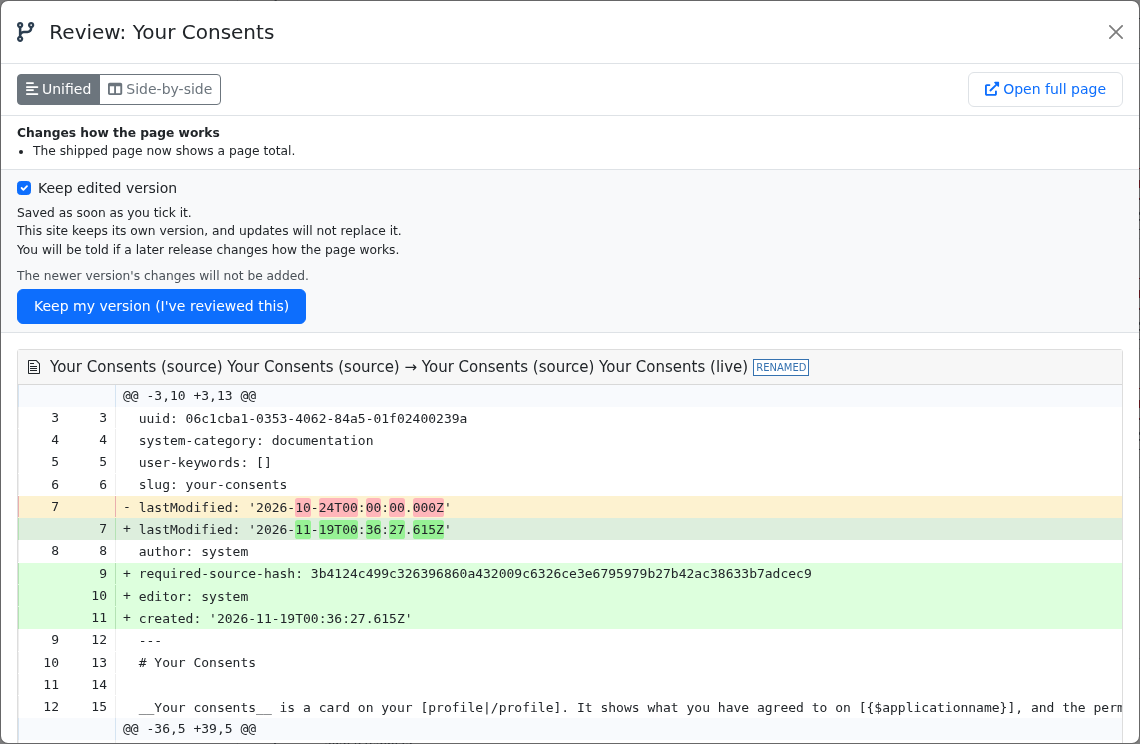 Review: Your Consents
Unified Side-by-side Open full page
Changes how the page works
• The shipped page now shows a page total.
Keep edited version
Saved as soon as you tick it.
This site keeps its own version, and updates will not replace it.
You will be told if a later release changes how the page works.
The newer version's changes will not be added.
Keep my version (I've reviewed this)
Your Consents (source) Your Consents (source) → Your Consents (source) Your Consents (live) RENAMED
@@ -3,10 +3,13 @@
3 3 uuid: 06c1cba1-0353-4062-84a5-01f02400239a
4 4 system-category: documentation
5 5 user-keywords: []
6 6 slug: your-consents
7 - lastModified: '2026-10-24T00:00:00.000Z'
7 + lastModified: '2026-11-19T00:36:27.615Z'
8 8 author: system
9 + required-source-hash: 3b4124c499c326396860a432009c6326ce3e6795979b27b42ac38633b7adcec9
10 + editor: system
11 + created: '2026-11-19T00:36:27.615Z'
9 12 ---
10 13 # Your Consents
11 14
12 15 __Your consents__ is a card on your [profile|/profile]. It shows what you have agreed to on [{$applicationname}], and the perm
@@ -36,5 +39,5 @@